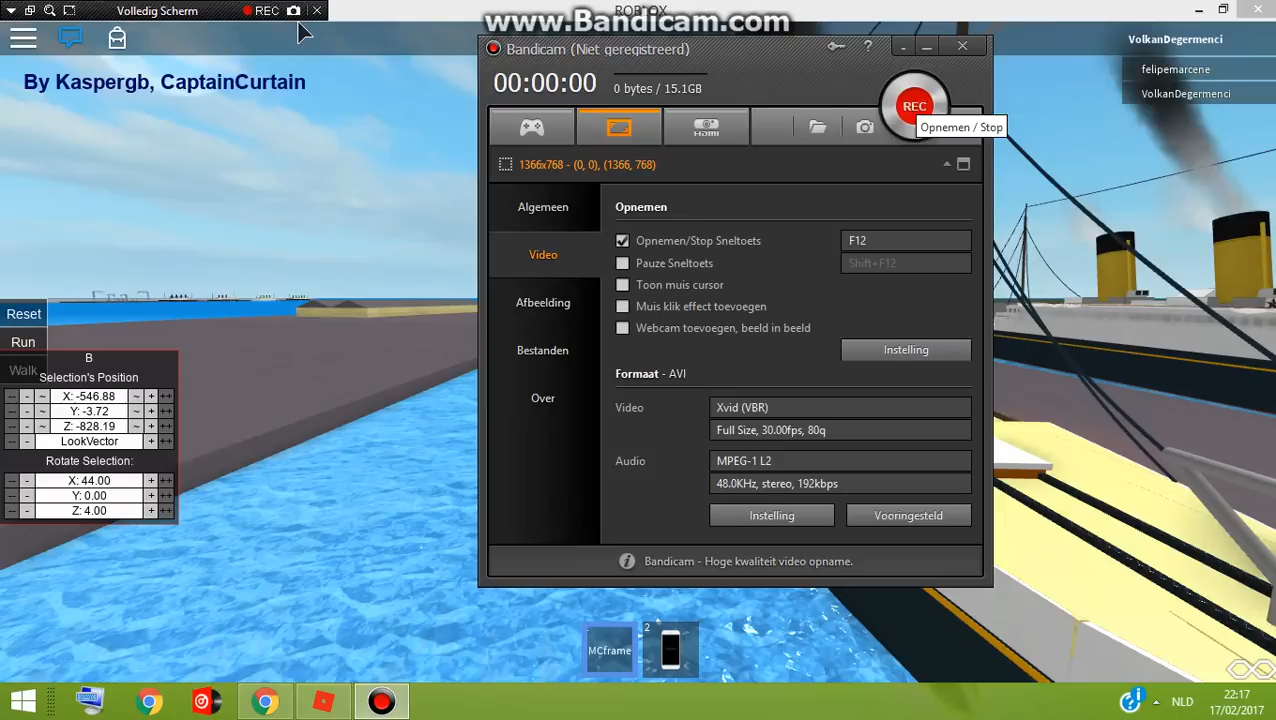 Volledig Scherm
REC
ROBLOX
www.Bandicam.com
By Kaspergb, CaptainCurtain
VolkanDegermenci
felipemarcene
VolkanDegermenci
Bandicam (Niet geregistreerd)
00:00:00
0 bytes / 15.1GB
REC
Opnemen / Stop
HDMI
1366x768 - (0, 0), (1366, 768)
Algemeen
Video
Afbeelding
Bestanden
Over
Opnemen
Opnemen/Stop Sneltoets
F12
Pauze Sneltoets
Shift+F12
Toon muis cursor
Muis klik effect toevoegen
Webcam toevoegen, beeld in beeld
Instelling
Formaat - AVI
Video
Xvid (VBR)
Full Size, 30.00fps, 80q
Audio
MPEG-1 L2
48.0KHz, stereo, 192kbps
Instelling
Vooringesteld
Bandicam - Hoge kwaliteit video opname.
Reset
Run
Walk
B
Selection's Position
-- - ~ X: -546.88 ~ + ++
-- - ~ Y: -3.72 ~ + ++
-- - ~ Z: -828.19 ~ + ++
-- - LookVector + ++
Rotate Selection:
-- - X: 44.00 + ++
-- - Y: 0.00 + ++
-- - Z: 4.00 + ++
MCframe
2
NLD
22:17
17/02/2017